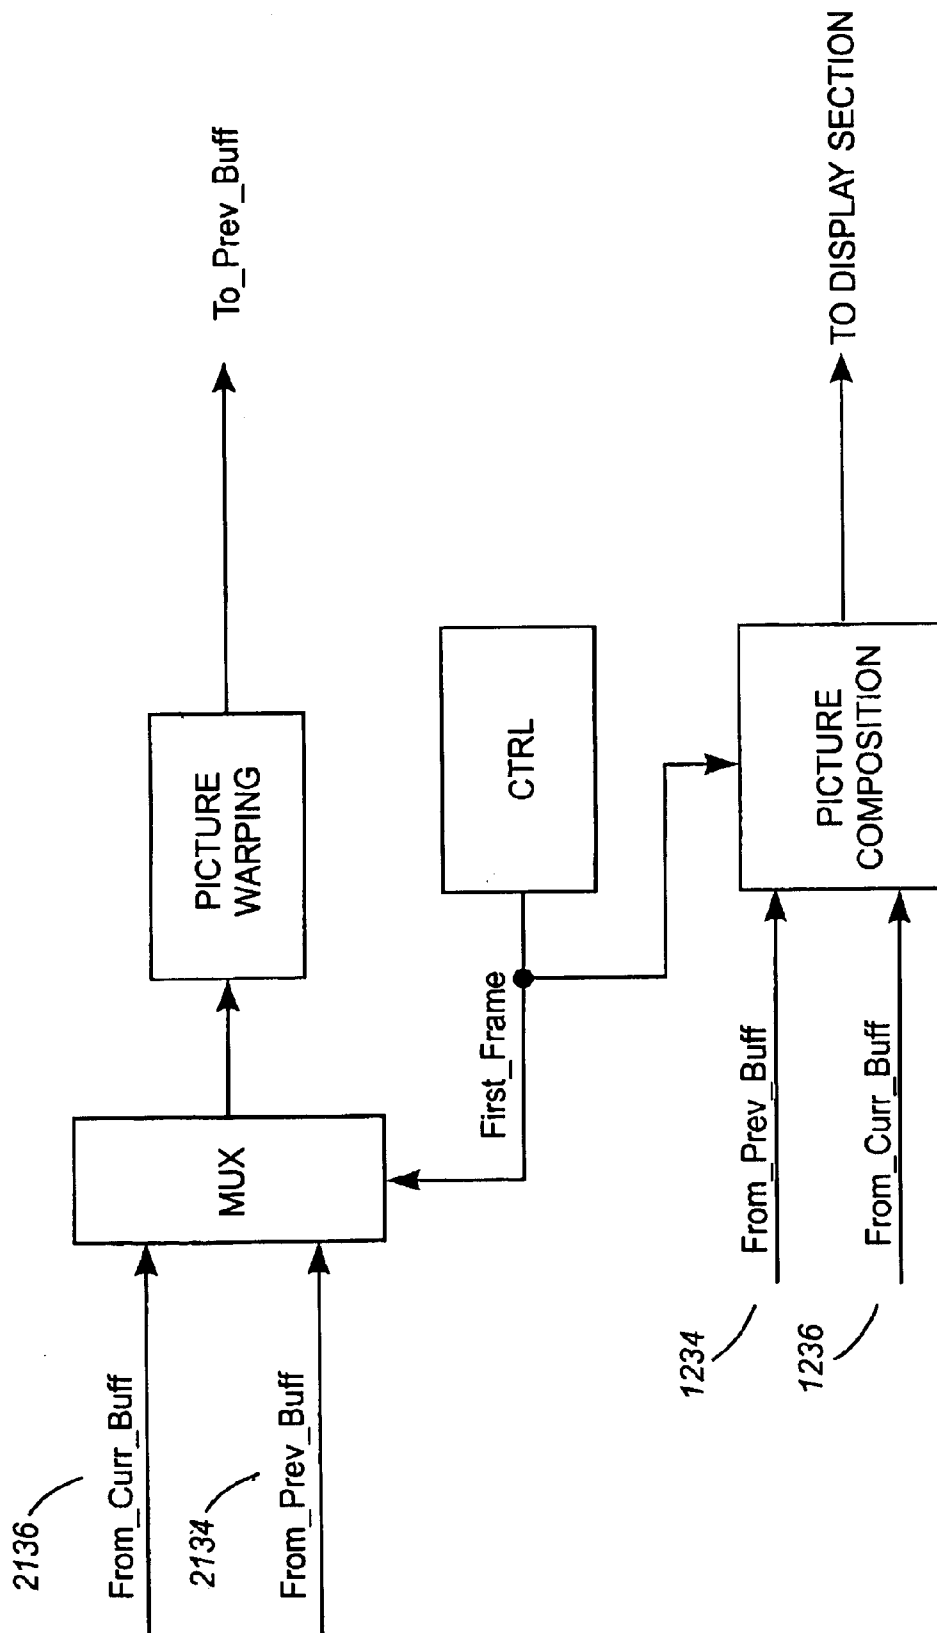 2136
From_Curr_Buff
2134
From_Prev_Buff
MUX
PICTURE
WARPING
To_Prev_Buff
First_Frame
CTRL
1234
From_Prev_Buff
1236
From_Curr_Buff
PICTURE
COMPOSITION
TO DISPLAY SECTION